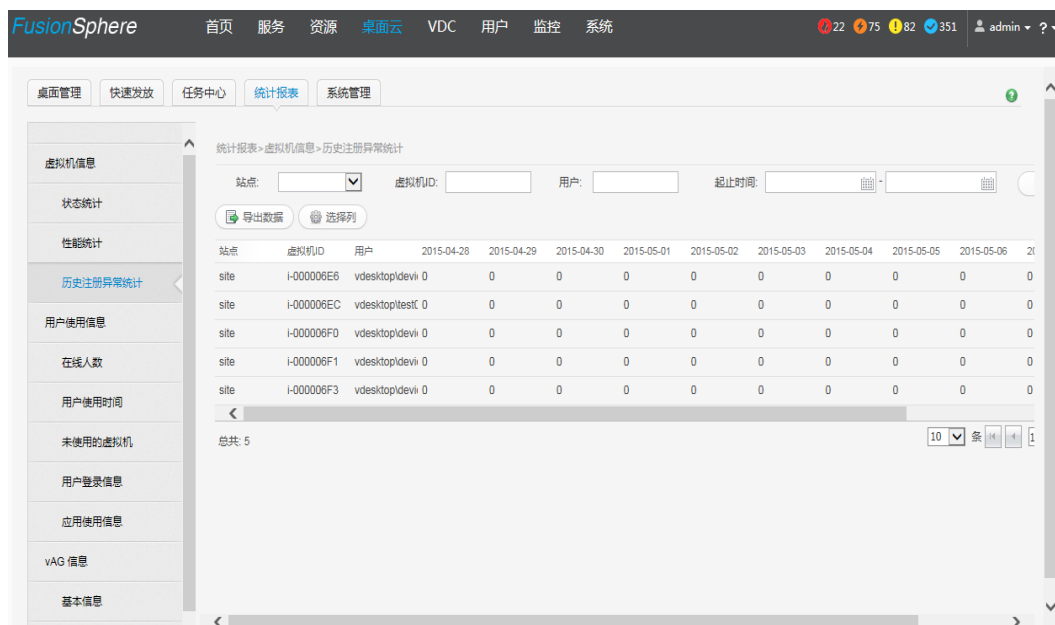 FusionSphere 首页 服务 资源 桌面云 VDC 用户 监控 系统 22 75 82 351 admin ?
桌面管理 快速发放 任务中心 统计报表 系统管理
统计报表>虚拟机信息>历史注册异常统计
虚拟机信息
状态统计
性能统计
历史注册异常统计
用户使用信息
在线人数
用户使用时间
未使用的虚拟机
用户登录信息
应用使用信息
vAG 信息
基本信息
站点: 虚拟机ID: 用户: 起止时间: -
导出数据 选择列
站点 虚拟机ID 用户 2015-04-28 2015-04-29 2015-04-30 2015-05-01 2015-05-02 2015-05-03 2015-05-04 2015-05-05 2015-05-06 20
site i-000006E6 vdesktop\devi 0 0 0 0 0 0 0 0 0 0
site i-000006EC vdesktop\test 0 0 0 0 0 0 0 0 0 0
site i-000006F0 vdesktop\devi 0 0 0 0 0 0 0 0 0 0
site i-000006F1 vdesktop\devi 0 0 0 0 0 0 0 0 0 0
site i-000006F3 vdesktop\devi 0 0 0 0 0 0 0 0 0 0
总共: 5 10 条 1